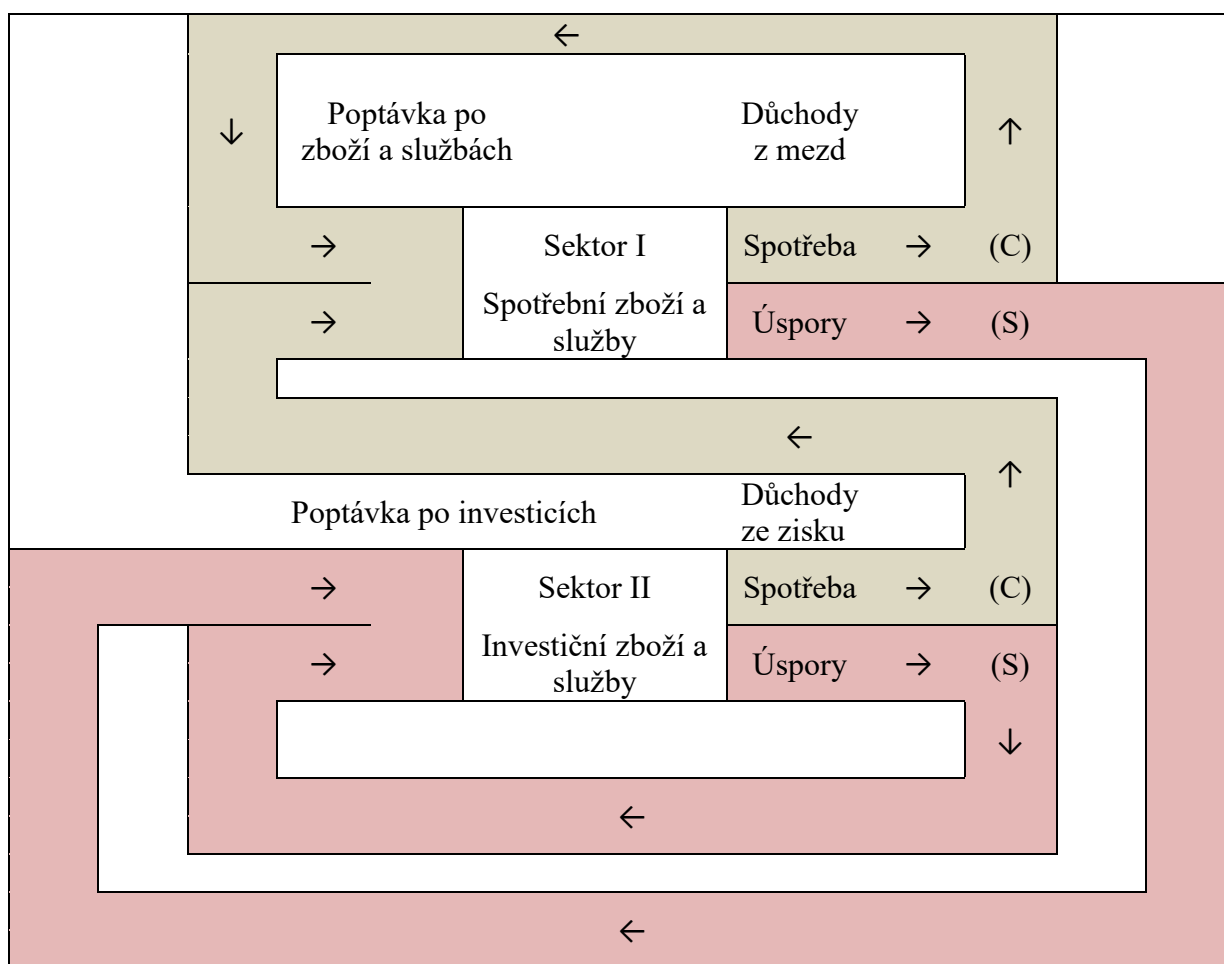 ←
↓
Poptávka po
zboží a službách
Důchody
z mezd
↑
→
Sektor I
Spotřeba → (C)
→
Spotřební zboží a
služby
Úspory → (S)
←
↑
Poptávka po investicích
Důchody
ze zisku
→
Sektor II
Spotřeba → (C)
→
Investiční zboží a
služby
Úspory → (S)
↓
←
←